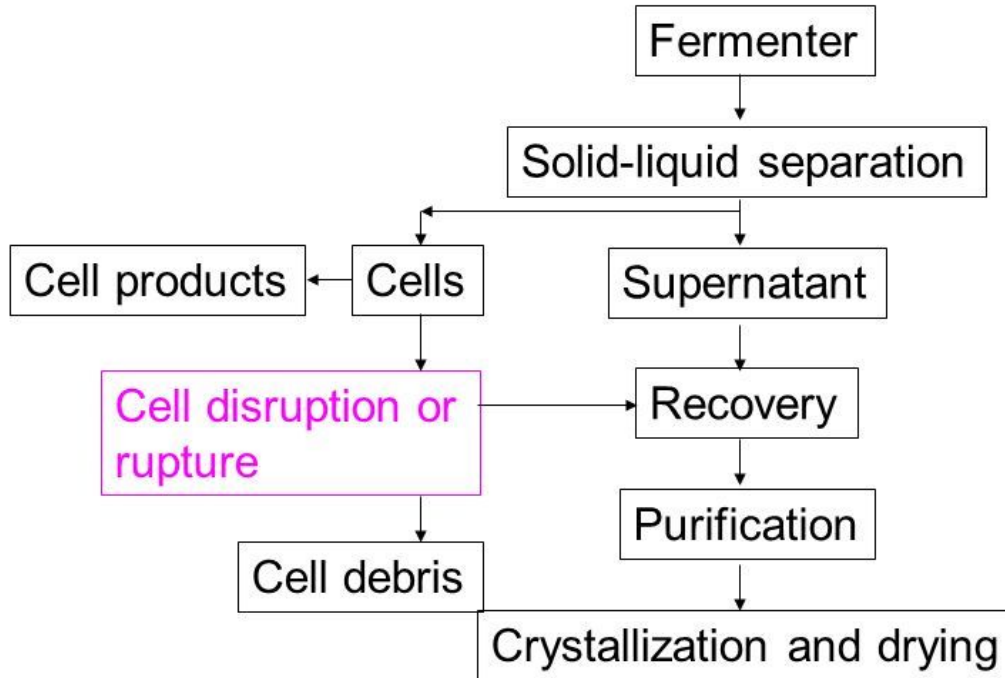 Fermenter
Solid-liquid separation
Cell products
Cells
Supernatant
Cell disruption or
rupture
Recovery
Purification
Cell debris
Crystallization and drying